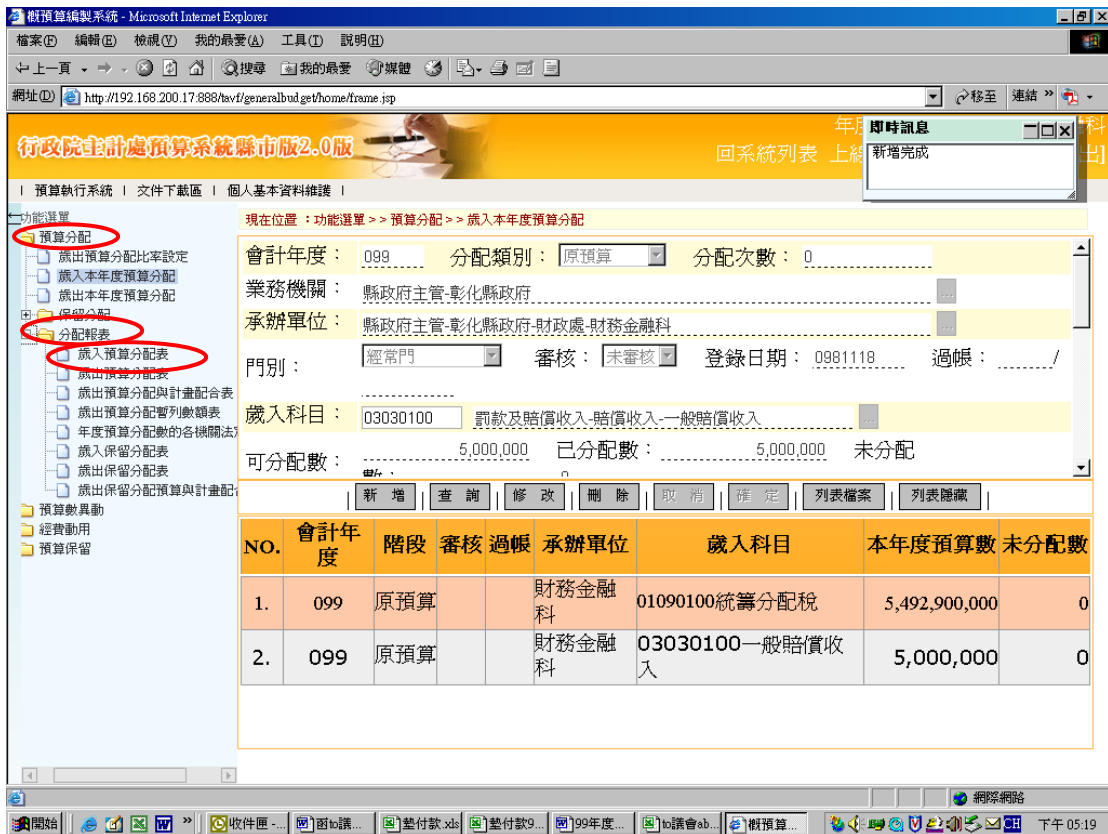 概預算編製系統 - Microsoft Internet Explorer
檔案(F) 編輯(E) 檢視(V) 我的最愛(A) 工具(T) 說明(H)
上一頁 搜尋 我的最愛 媒體
網址(D) http://192.168.200.17:888/tavf/generalbudget/home/frame.jsp 移至 連結 »
行政院主計處預算系統縣市版2.0版
年度 科
回系統列表 上線 出]
即時訊息
新增完成
| 預算執行系統 | 文件下載區 | 個人基本資料維護 |
功能選單
預算分配
歲出預算分配比率設定
歲入本年度預算分配
歲出本年度預算分配
保留分配
分配報表
歲入預算分配表
歲出預算分配表
歲出預算分配與計畫配合表
歲出預算分配暫列數額表
年度預算分配數的各機關法定
歲入保留分配表
歲出保留分配表
歲出保留分配預算與計畫配合
預算數異動
經費動用
預算保留
現在位置 : 功能選單 > > 預算分配 > > 歲入本年度預算分配
會計年度: 099 分配類別: 原預算 分配次數: 0
業務機關: 縣政府主管-彰化縣政府 ...
承辦單位: 縣政府主管-彰化縣政府-財政處-財務金融科 ...
門別: 經常門 審核: 未審核 登錄日期: 0981118 過帳: /
歲入科目: 03030100 罰款及賠償收入-賠償收入-一般賠償收入 ...
可分配數: 5,000,000 已分配數: 5,000,000 未分配
數: 0
| 新 增 | 查 詢 | 修 改 | 刪 除 | 取 消 | 確 定 | 列表檔案 | 列表隱藏 |
NO. 會計年度 階段 審核 過帳 承辦單位 歲入科目 本年度預算數 未分配數
1. 099 原預算 財務金融科 01090100統籌分配稅 5,492,900,000 0
2. 099 原預算 財務金融科 03030100一般賠償收入 5,000,000 0
網際網路
開始 » 收件匣 -... 函to議... 墊付款.xls 墊付款9... 99年度... to議會ab... 概預算... CH 下午 05:19